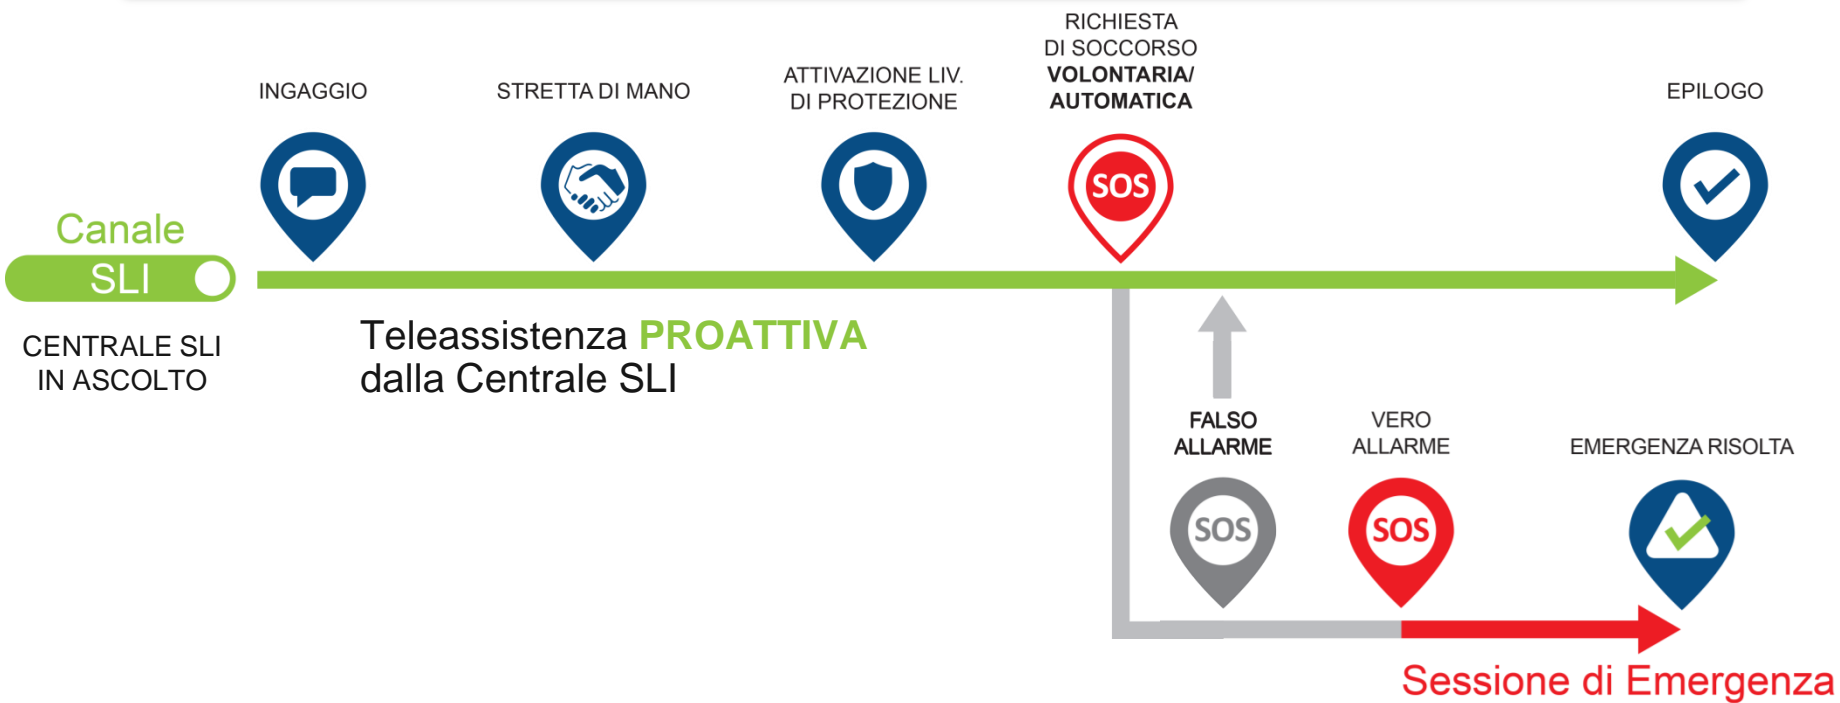 RICHIESTA
DI SOCCORSO
VOLONTARIA/
AUTOMATICA
INGAGGIO
STRETTA DI MANO
ATTIVAZIONE LIV.
DI PROTEZIONE
EPILOGO
SOS
Canale
SLI
CENTRALE SLI
IN ASCOLTO
Teleassistenza PROATTIVA
dalla Centrale SLI
FALSO
ALLARME
VERO
ALLARME
EMERGENZA RISOLTA
SOS
SOS
Sessione di Emergenza